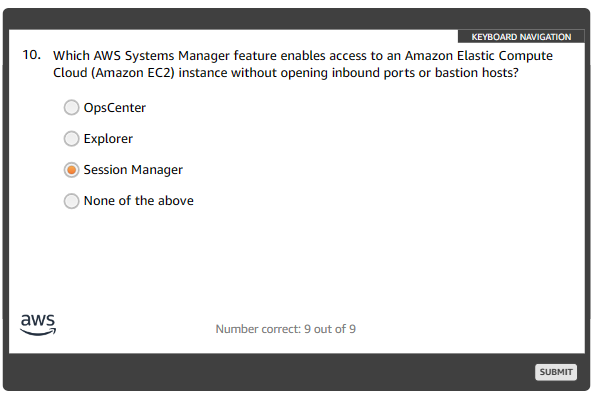 KEYBOARD NAVIGATION
10. Which AWS Systems Manager feature enables access to an Amazon Elastic Compute
Cloud (Amazon EC2) instance without opening inbound ports or bastion hosts?
OpsCenter
Explorer
Session Manager
None of the above
aws
Number correct: 9 out of 9
SUBMIT